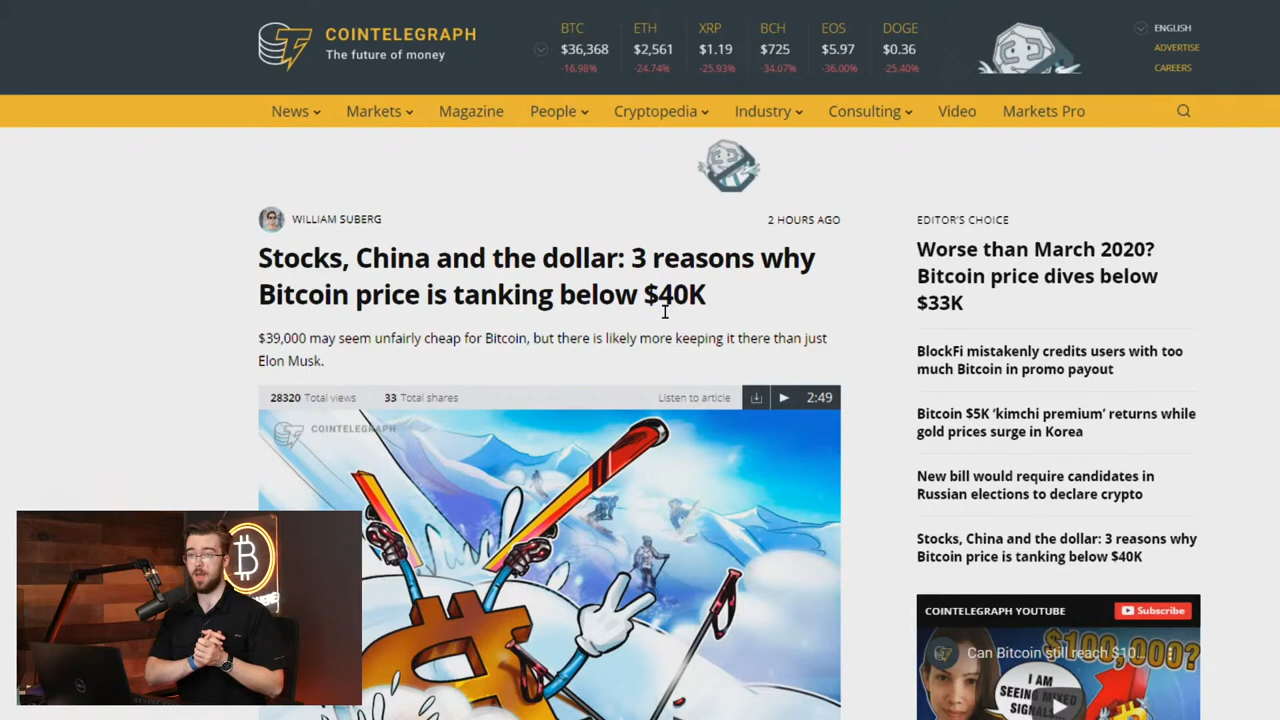 COINTELEGRAPH
The future of money
BTC
$36,368
-16.98%
ETH
$2,561
-24.74%
XRP
$1.19
-25.93%
BCH
$725
-34.07%
EOS
$5.97
-36.00%
DOGE
$0.36
-25.40%
ENGLISH
ADVERTISE
CAREERS
News
Markets
Magazine
People
Cryptopedia
Industry
Consulting
Video
Markets Pro
WILLIAM SUBERG
2 HOURS AGO
Stocks, China and the dollar: 3 reasons why
Bitcoin price is tanking below $40K
$39,000 may seem unfairly cheap for Bitcoin, but there is likely more keeping it there than just
Elon Musk.
28320 Total views
33 Total shares
Listen to article
2:49
COINTELEGRAPH
EDITOR'S CHOICE
Worse than March 2020?
Bitcoin price dives below
$33K
BlockFi mistakenly credits users with too
much Bitcoin in promo payout
Bitcoin $5K ‘kimchi premium’ returns while
gold prices surge in Korea
New bill would require candidates in
Russian elections to declare crypto
Stocks, China and the dollar: 3 reasons why
Bitcoin price is tanking below $40K
COINTELEGRAPH YOUTUBE
Subscribe
Can Bitcoin still reach $10...
$100,000?
I AM
SEEING MIXED
SIGNALS